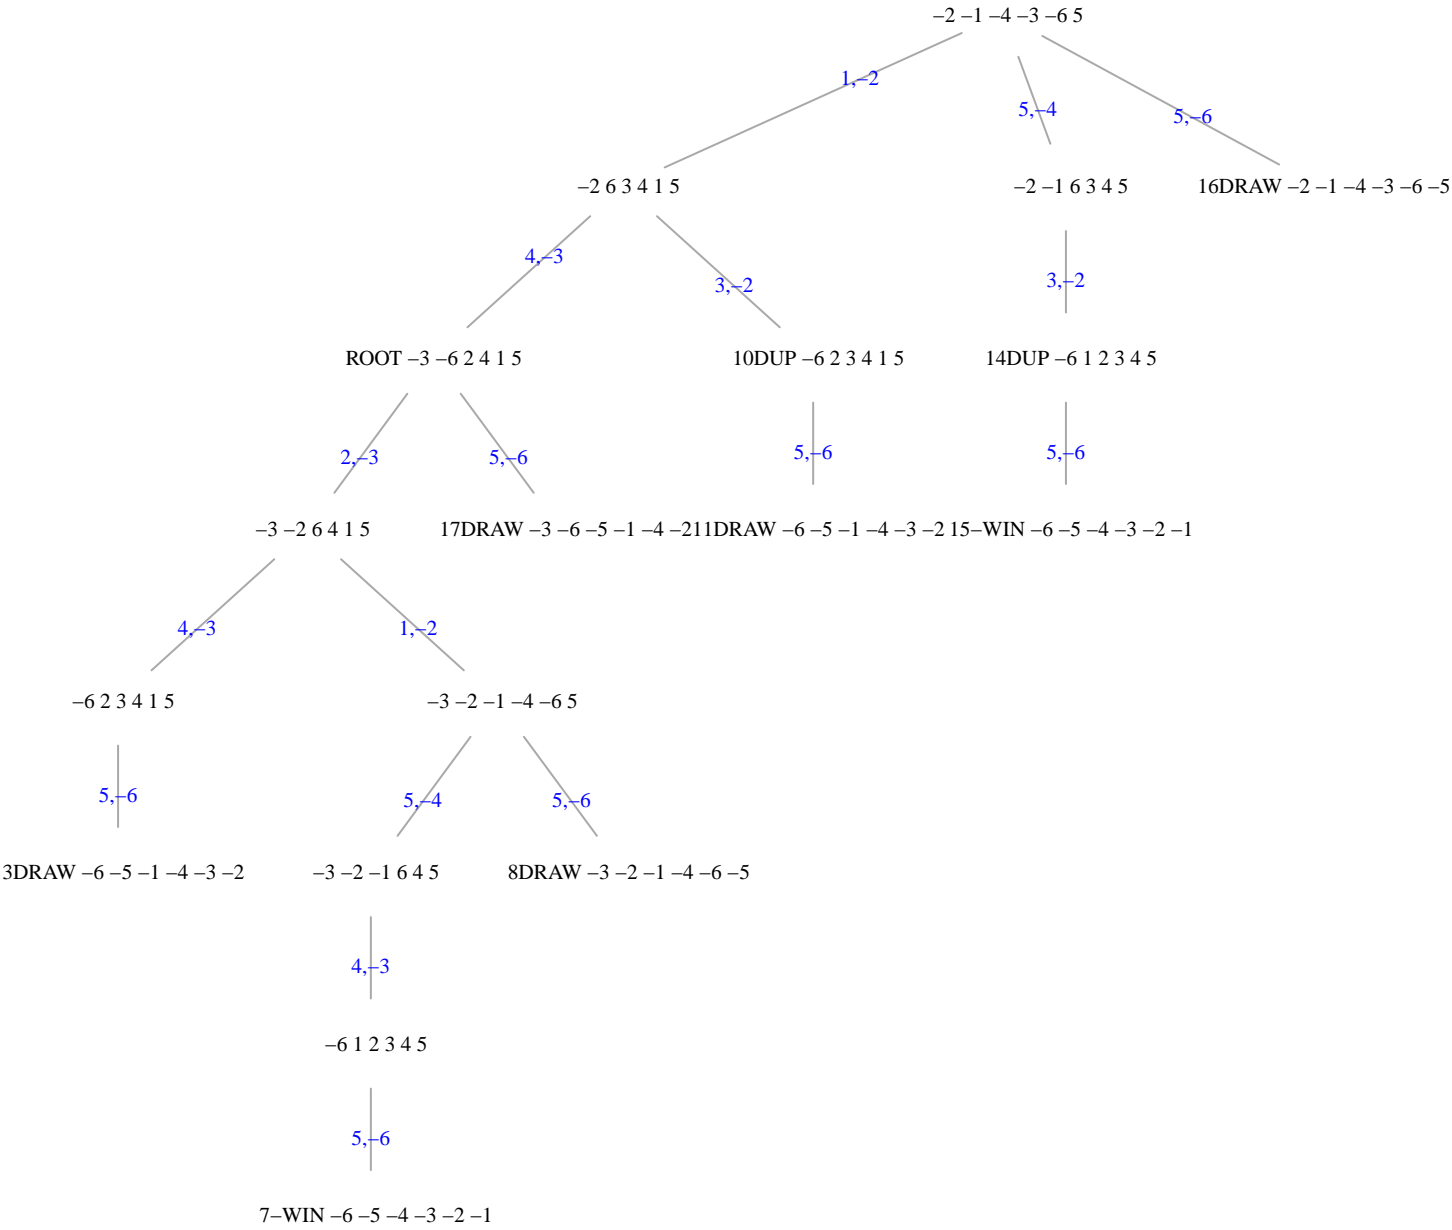 −2 −1 −4 −3 −6 5
1,−2
5,−4
5,−6
−2 6 3 4 1 5
−2 −1 6 3 4 5
16DRAW −2 −1 −4 −3 −6 −5
4,−3
3,−2
3,−2
ROOT −3 −6 2 4 1 5
10DUP −6 2 3 4 1 5
14DUP −6 1 2 3 4 5
2,−3
5,−6
5,−6
5,−6
−3 −2 6 4 1 5
17DRAW −3 −6 −5 −1 −4 −2
11DRAW −6 −5 −1 −4 −3 −2
15−WIN −6 −5 −4 −3 −2 −1
4,−3
1,−2
−6 2 3 4 1 5
−3 −2 −1 −4 −6 5
5,−6
5,−4
5,−6
3DRAW −6 −5 −1 −4 −3 −2
−3 −2 −1 6 4 5
8DRAW −3 −2 −1 −4 −6 −5
4,−3
−6 1 2 3 4 5
5,−6
7−WIN −6 −5 −4 −3 −2 −1